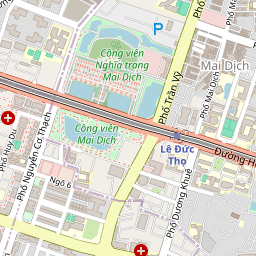 P
Công viên
Nghĩa trang
Mai Dịch
Phố Trần Vỹ
Mai Dịch
Phố Mai Dịch
Công viên
Mai Dịch
Lê Đức
Thọ
Phố Huy Du
Phố Nguyễn Cơ Thạch
Ngõ 6
Phố Dương Khuê